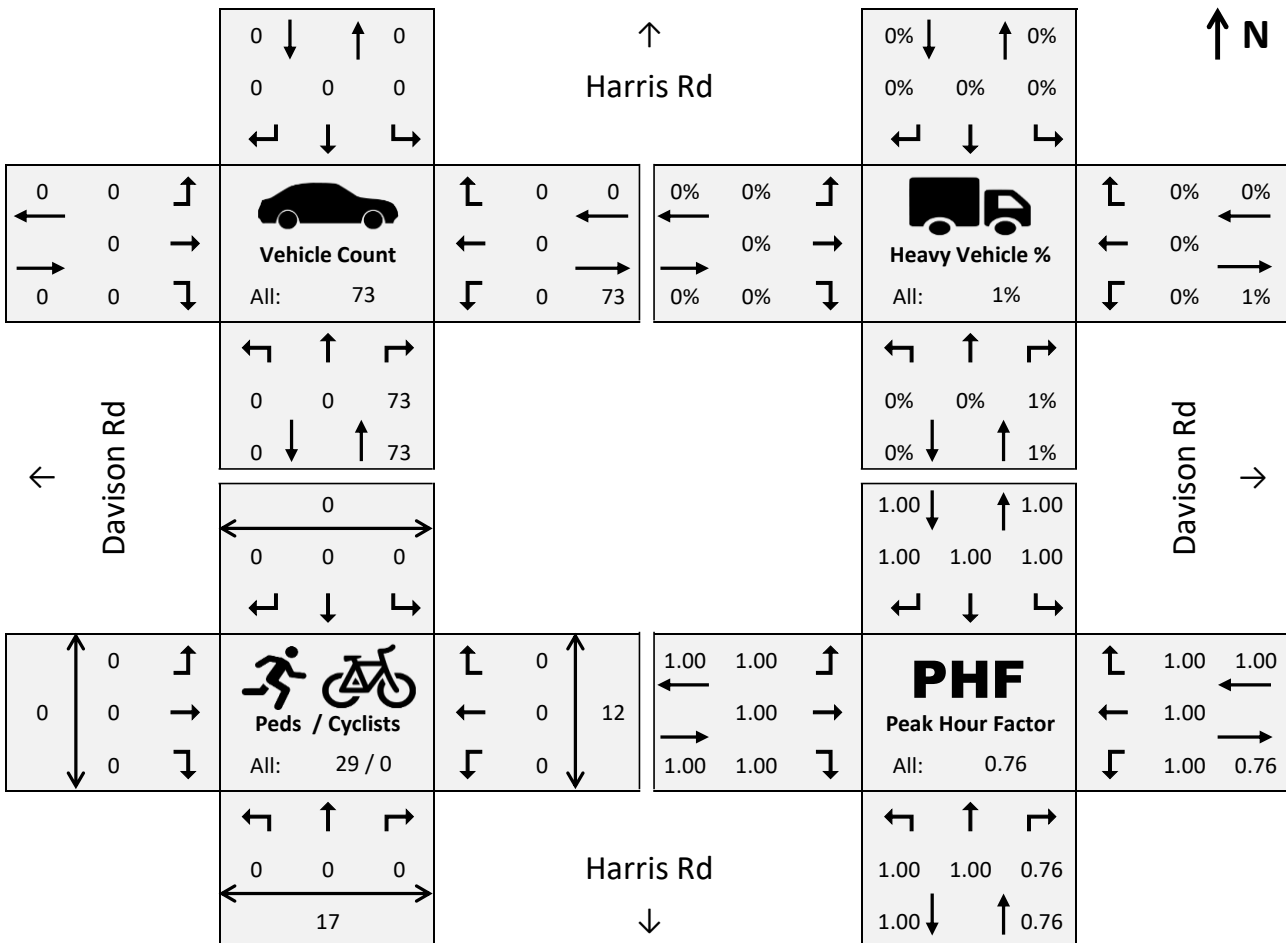 0 0 0% 0% N
Harris Rd
0 0 0 0% 0% 0%
0 0 0 0 0% 0% 0% 0%
0 Vehicle Count 0 0% Heavy Vehicle % 0%
0 0 All: 73 0 73 0% 0% All: 1% 0% 1%
0 0 73 0% 0% 1%
0 73 0% 1%
Davison Rd
Davison Rd
0 1.00 1.00
0 0 0 1.00 1.00 1.00
0 0 1.00 1.00 PHF 1.00 1.00
0 0 Peds / Cyclists 0 12 1.00 Peak Hour Factor 1.00
0 All: 29 / 0 0 1.00 1.00 All: 0.76 1.00 0.76
0 0 0 Harris Rd 1.00 1.00 0.76
17 1.00 0.76